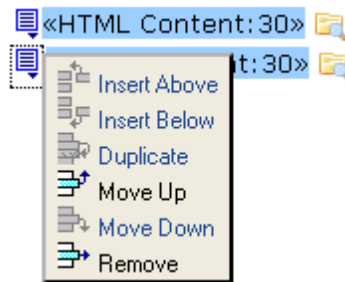 «HTML Content:30»
t:30»
Insert Above
Insert Below
Duplicate
Move Up
Move Down
Remove